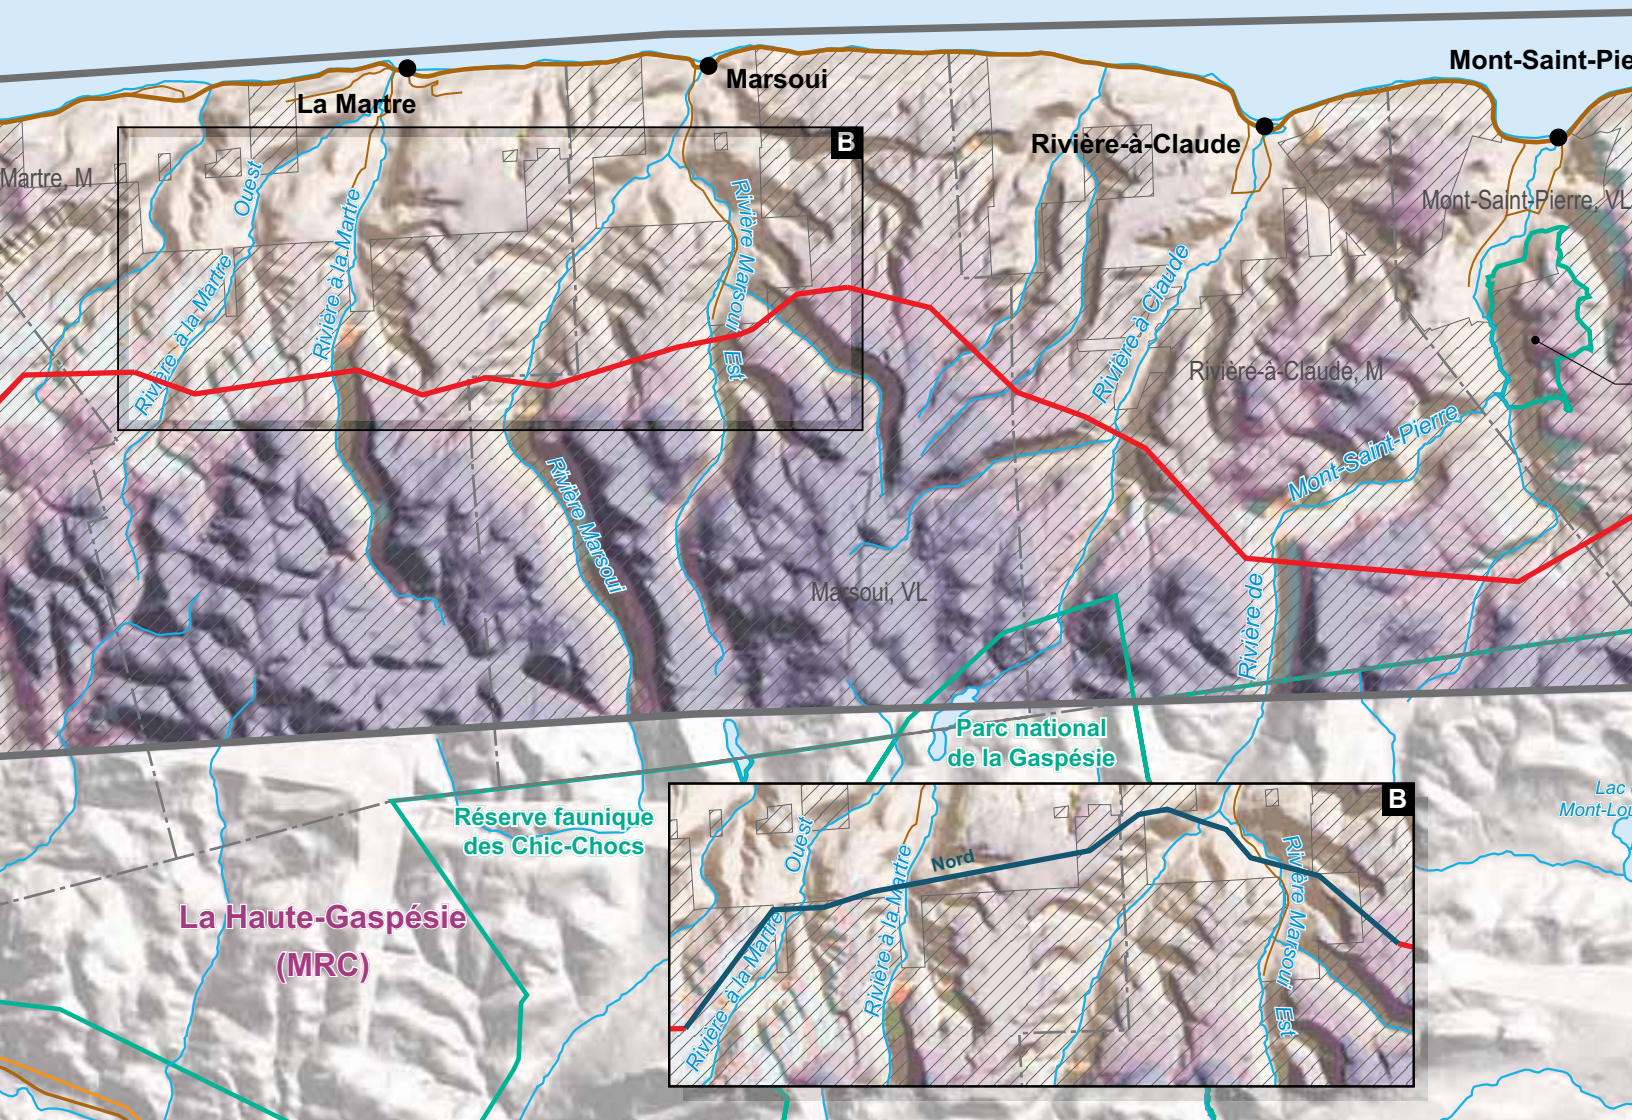 Mont-Saint-Pie
Marsoui
La Martre
B
Rivière-à-Claude
Martre, M
Ouest
Rivière à la Martre
Rivière à la Martre
Rivière Marsoui
Est
Mont-Saint-Pierre, VL
Rivière à Claude
Rivière-à-Claude, M
Mont-Saint-Pierre
Rivière de
Rivière Marsoui
Marsoui, VL
Parc national
de la Gaspésie
Réserve faunique
des Chic-Chocs
La Haute-Gaspésie
(MRC)
Lac
Mont-Lou
B
Ouest
Nord
Rivière à la Martre
Rivière à la Martre
Rivière Marsoui
Est